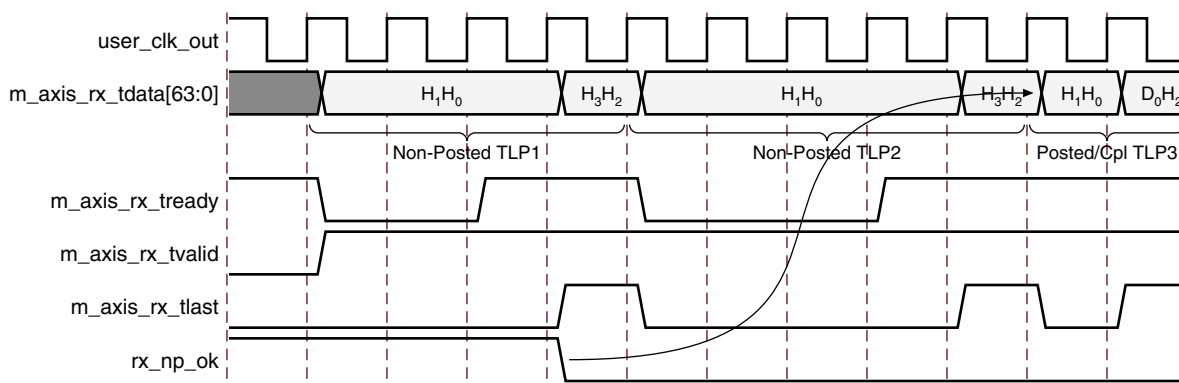 user_clk_out
m_axis_rx_tdata[63:0] H₁H₀ H₃H₂ H₁H₀ H₃H₂ H₁H₀ D₀H₂
Non-Posted TLP1 Non-Posted TLP2 Posted/Cpl TLP3
m_axis_rx_tready
m_axis_rx_tvalid
m_axis_rx_tlast
rx_np_ok